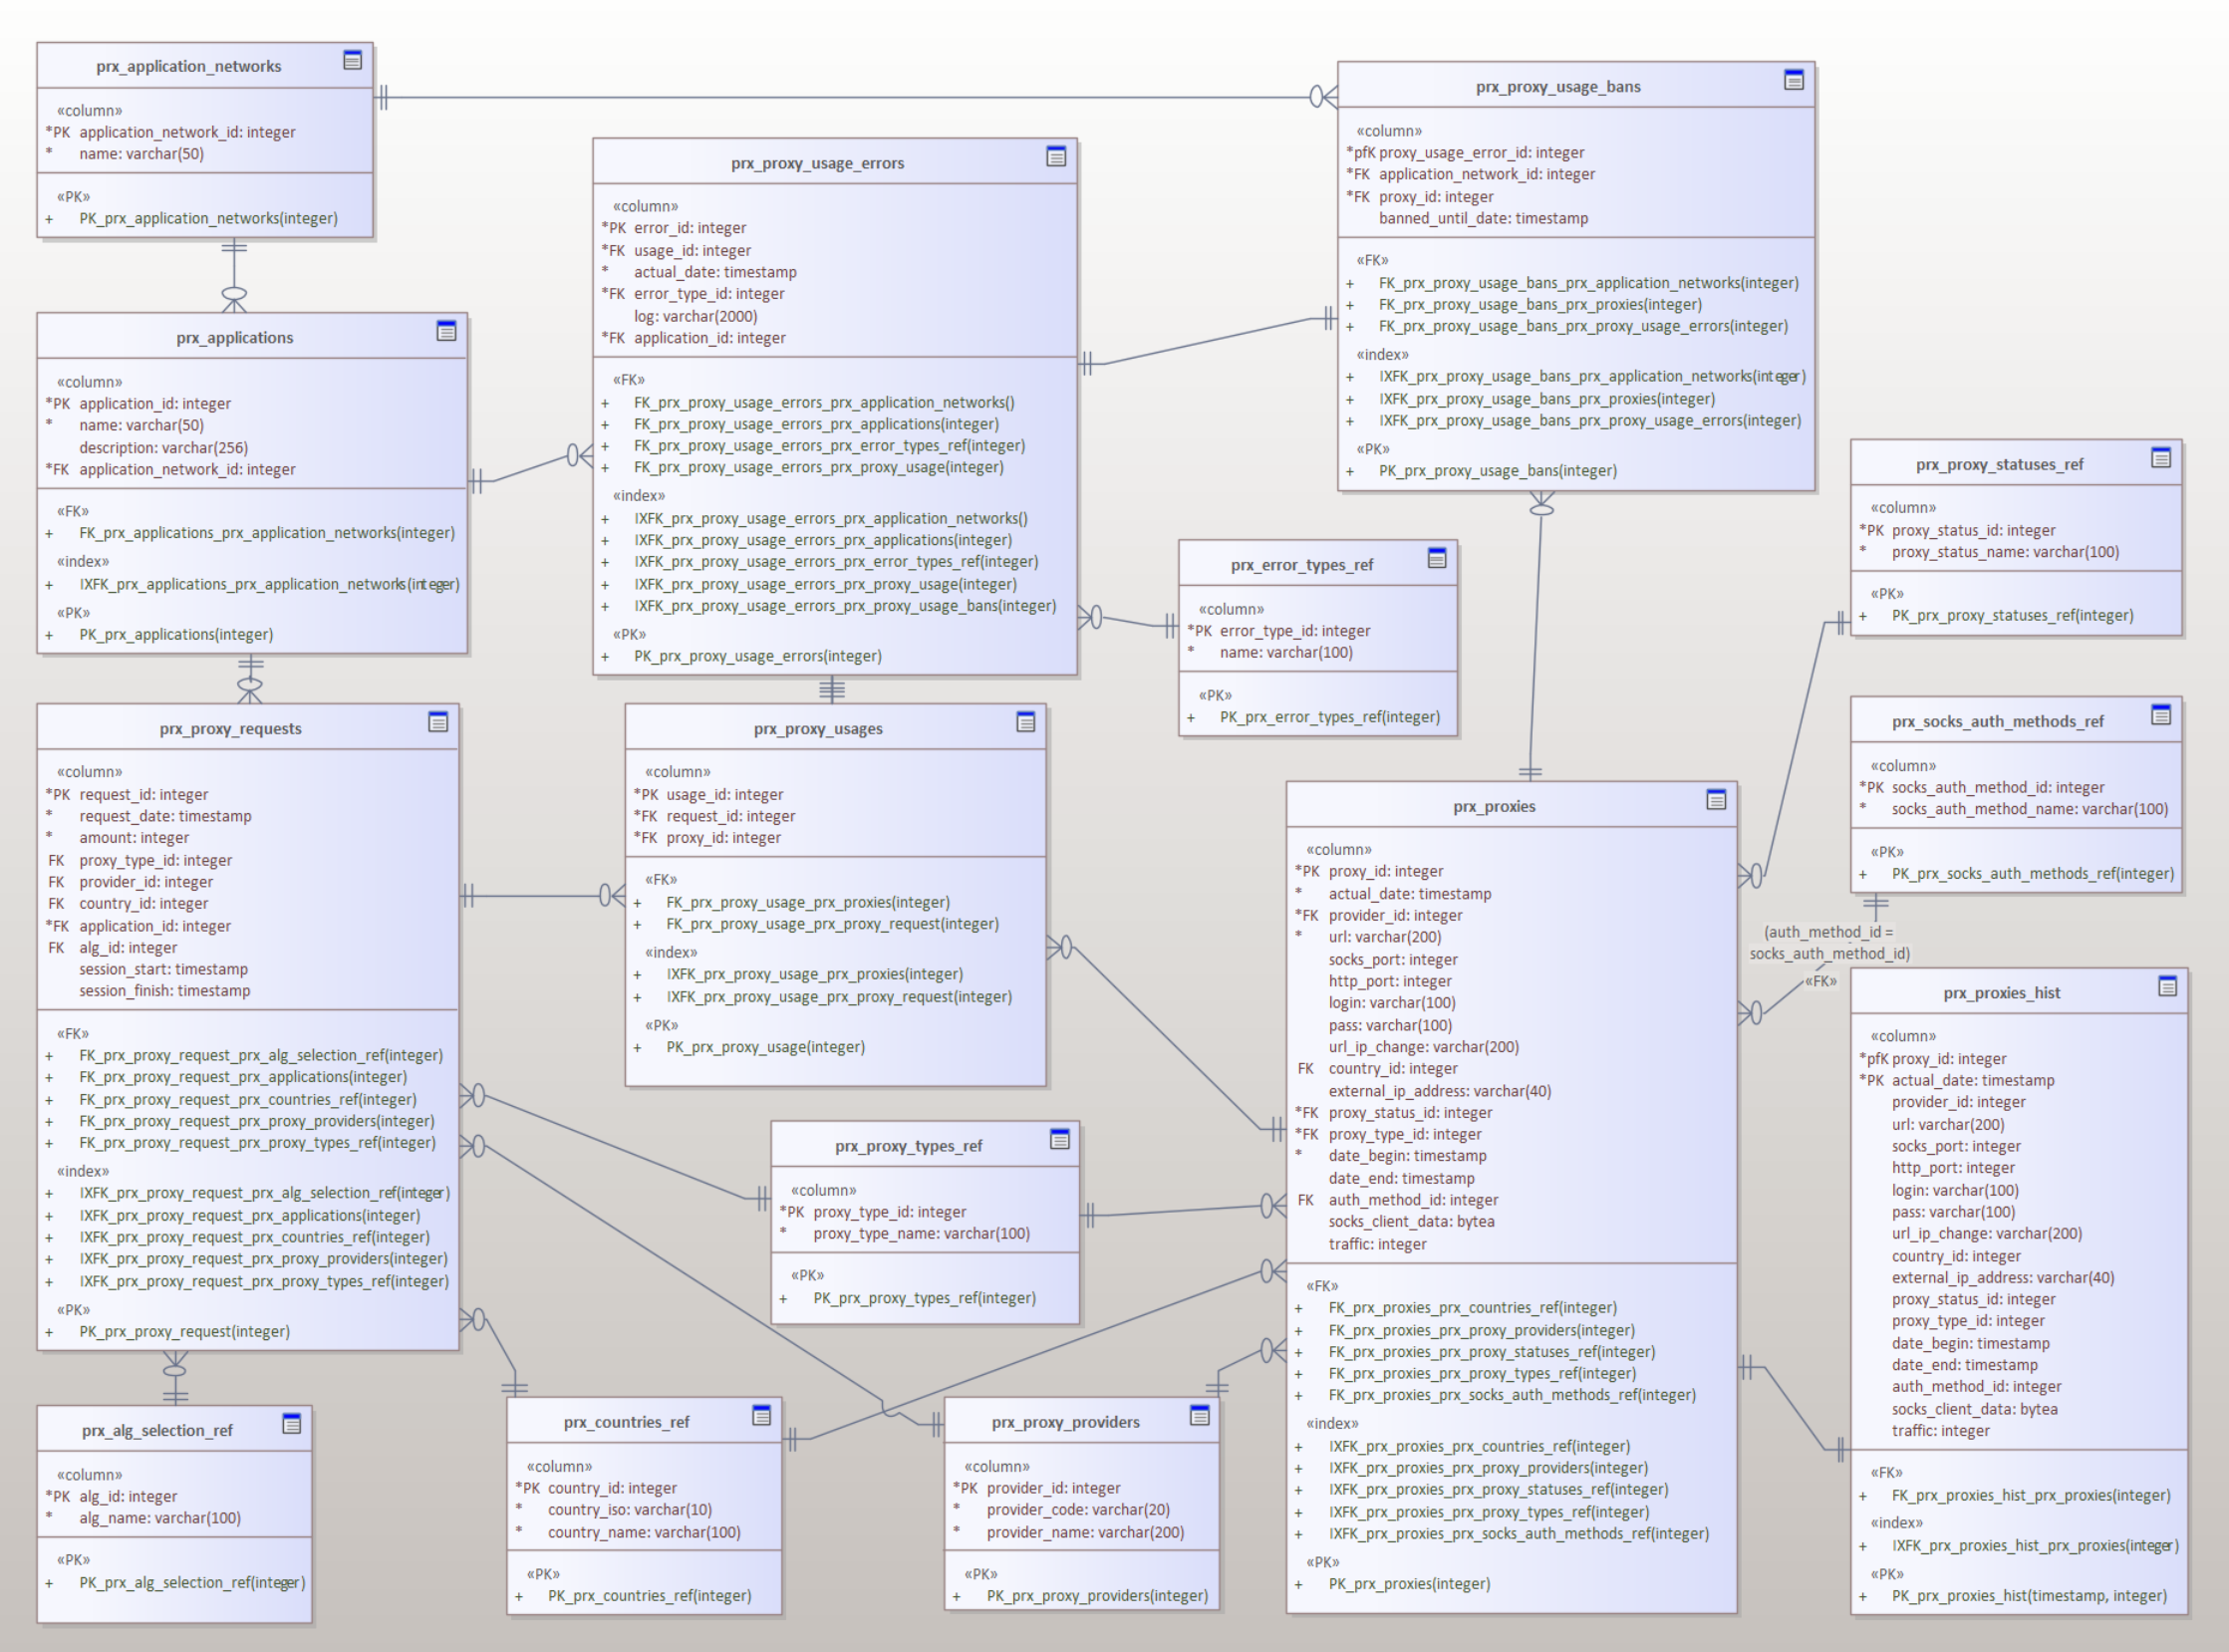 prx_application_networks
«column»
*PK application_network_id: integer
* name: varchar(50)
«PK»
+ PK_prx_application_networks(integer)
prx_proxy_usage_bans
«column»
*pfK proxy_usage_error_id: integer
*FK application_network_id: integer
*FK proxy_id: integer
banned_until_date: timestamp
«FK»
+ FK_prx_proxy_usage_bans_prx_application_networks(integer)
+ FK_prx_proxy_usage_bans_prx_proxies(integer)
+ FK_prx_proxy_usage_bans_prx_proxy_usage_errors(integer)
«index»
+ IXFK_prx_proxy_usage_bans_prx_application_networks(integer)
+ IXFK_prx_proxy_usage_bans_prx_proxies(integer)
+ IXFK_prx_proxy_usage_bans_prx_proxy_usage_errors(integer)
«PK»
+ PK_prx_proxy_usage_bans(integer)
prx_proxy_usage_errors
«column»
*PK error_id: integer
*FK usage_id: integer
* actual_date: timestamp
*FK error_type_id: integer
log: varchar(2000)
*FK application_id: integer
«FK»
+ FK_prx_proxy_usage_errors_prx_application_networks()
+ FK_prx_proxy_usage_errors_prx_applications(integer)
+ FK_prx_proxy_usage_errors_prx_error_types_ref(integer)
+ FK_prx_proxy_usage_errors_prx_proxy_usage(integer)
«index»
+ IXFK_prx_proxy_usage_errors_prx_application_networks()
+ IXFK_prx_proxy_usage_errors_prx_applications(integer)
+ IXFK_prx_proxy_usage_errors_prx_error_types_ref(integer)
+ IXFK_prx_proxy_usage_errors_prx_proxy_usage(integer)
+ IXFK_prx_proxy_usage_errors_prx_proxy_usage_bans(integer)
«PK»
+ PK_prx_proxy_usage_errors(integer)
prx_applications
«column»
*PK application_id: integer
* name: varchar(50)
description: varchar(256)
*FK application_network_id: integer
«FK»
+ FK_prx_applications_prx_application_networks(integer)
«index»
+ IXFK_prx_applications_prx_application_networks(integer)
«PK»
+ PK_prx_applications(integer)
prx_proxy_statuses_ref
«column»
*PK proxy_status_id: integer
* proxy_status_name: varchar(100)
«PK»
+ PK_prx_proxy_statuses_ref(integer)
prx_error_types_ref
«column»
*PK error_type_id: integer
* name: varchar(100)
«PK»
+ PK_prx_error_types_ref(integer)
prx_socks_auth_methods_ref
«column»
*PK socks_auth_method_id: integer
* socks_auth_method_name: varchar(100)
«PK»
+ PK_prx_socks_auth_methods_ref(integer)
(auth_method_id =
socks_auth_method_id)
«FK»
prx_proxy_requests
«column»
*PK request_id: integer
* request_date: timestamp
* amount: integer
FK proxy_type_id: integer
FK provider_id: integer
FK country_id: integer
*FK application_id: integer
FK alg_id: integer
session_start: timestamp
session_finish: timestamp
«FK»
+ FK_prx_proxy_request_prx_alg_selection_ref(integer)
+ FK_prx_proxy_request_prx_applications(integer)
+ FK_prx_proxy_request_prx_countries_ref(integer)
+ FK_prx_proxy_request_prx_proxy_providers(integer)
+ FK_prx_proxy_request_prx_proxy_types_ref(integer)
«index»
+ IXFK_prx_proxy_request_prx_alg_selection_ref(integer)
+ IXFK_prx_proxy_request_prx_applications(integer)
+ IXFK_prx_proxy_request_prx_countries_ref(integer)
+ IXFK_prx_proxy_request_prx_proxy_providers(integer)
+ IXFK_prx_proxy_request_prx_proxy_types_ref(integer)
«PK»
+ PK_prx_proxy_request(integer)
prx_proxy_usages
«column»
*PK usage_id: integer
*FK request_id: integer
*FK proxy_id: integer
«FK»
+ FK_prx_proxy_usage_prx_proxies(integer)
+ FK_prx_proxy_usage_prx_proxy_request(integer)
«index»
+ IXFK_prx_proxy_usage_prx_proxies(integer)
+ IXFK_prx_proxy_usage_prx_proxy_request(integer)
«PK»
+ PK_prx_proxy_usage(integer)
prx_proxies
«column»
*PK proxy_id: integer
* actual_date: timestamp
*FK provider_id: integer
* url: varchar(200)
socks_port: integer
http_port: integer
login: varchar(100)
pass: varchar(100)
url_ip_change: varchar(200)
FK country_id: integer
external_ip_address: varchar(40)
*FK proxy_status_id: integer
*FK proxy_type_id: integer
* date_begin: timestamp
date_end: timestamp
FK auth_method_id: integer
socks_client_data: bytea
traffic: integer
«FK»
+ FK_prx_proxies_prx_countries_ref(integer)
+ FK_prx_proxies_prx_proxy_providers(integer)
+ FK_prx_proxies_prx_proxy_statuses_ref(integer)
+ FK_prx_proxies_prx_proxy_types_ref(integer)
+ FK_prx_proxies_prx_socks_auth_methods_ref(integer)
«index»
+ IXFK_prx_proxies_prx_countries_ref(integer)
+ IXFK_prx_proxies_prx_proxy_providers(integer)
+ IXFK_prx_proxies_prx_proxy_statuses_ref(integer)
+ IXFK_prx_proxies_prx_proxy_types_ref(integer)
+ IXFK_prx_proxies_prx_socks_auth_methods_ref(integer)
«PK»
+ PK_prx_proxies(integer)
prx_proxies_hist
«column»
*pfK proxy_id: integer
*PK actual_date: timestamp
provider_id: integer
url: varchar(200)
socks_port: integer
http_port: integer
login: varchar(100)
pass: varchar(100)
url_ip_change: varchar(200)
country_id: integer
external_ip_address: varchar(40)
proxy_status_id: integer
proxy_type_id: integer
date_begin: timestamp
date_end: timestamp
auth_method_id: integer
socks_client_data: bytea
traffic: integer
«FK»
+ FK_prx_proxies_hist_prx_proxies(integer)
«index»
+ IXFK_prx_proxies_hist_prx_proxies(integer)
«PK»
+ PK_prx_proxies_hist(timestamp, integer)
prx_proxy_types_ref
«column»
*PK proxy_type_id: integer
* proxy_type_name: varchar(100)
«PK»
+ PK_prx_proxy_types_ref(integer)
prx_alg_selection_ref
«column»
*PK alg_id: integer
* alg_name: varchar(100)
«PK»
+ PK_prx_alg_selection_ref(integer)
prx_countries_ref
«column»
*PK country_id: integer
* country_iso: varchar(10)
* country_name: varchar(100)
«PK»
+ PK_prx_countries_ref(integer)
prx_proxy_providers
«column»
*PK provider_id: integer
* provider_code: varchar(20)
* provider_name: varchar(200)
«PK»
+ PK_prx_proxy_providers(integer)